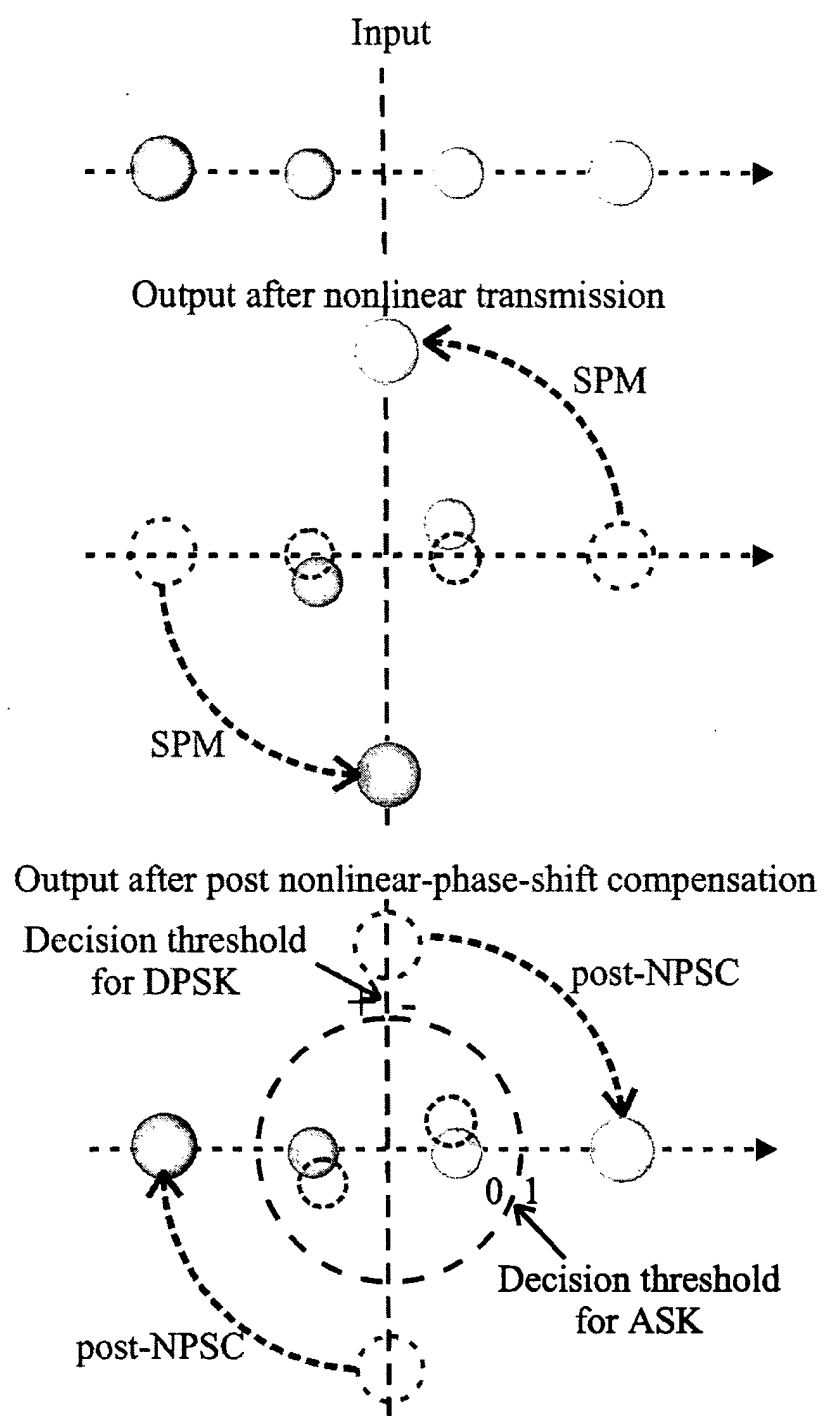 Input
Output after nonlinear transmission
SPM
SPM
Output after post nonlinear-phase-shift compensation
Decision threshold
for DPSK
+ -
post-NPSC
0 1
Decision threshold
for ASK
post-NPSC